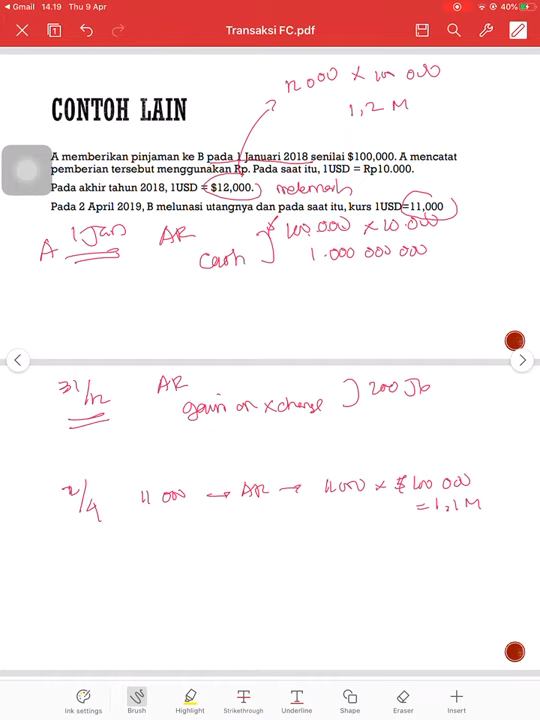 Gmail 14.19 Thu 9 Apr 40%
Transaksi FC.pdf
12 000 × 100 000
1,2 M
CONTOH LAIN
A memberikan pinjaman ke B pada 1 Januari 2018 senilai $100,000. A mencatat
pemberian tersebut menggunakan Rp. Pada saat itu, 1USD = Rp10.000.
Pada akhir tahun 2018, 1USD = $12,000. melemah
Pada 2 April 2019, B melunasi utangnya dan pada saat itu, kurs 1USD=11,000
A 1 Jan AR 100.000 × 10.000
Cash 1.000 000 000
31/12 AR
gain on xchange 200 Jt
2/4 11 000 → AR → 11000 × $100 000
= 1,1 M
Ink settings Brush Highlight Strikethrough Underline Shape Eraser Insert